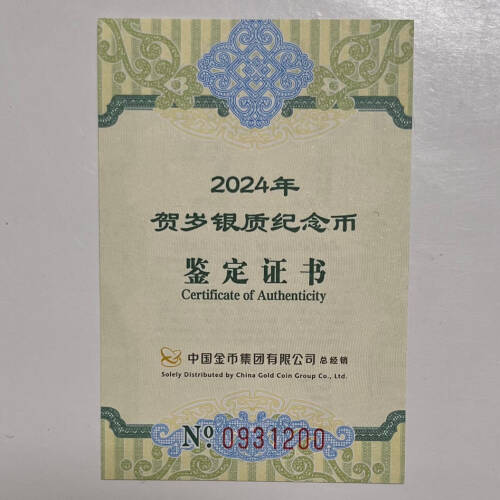 2024年
贺岁银质纪念币
鉴定证书
Certificate of Authenticity
中国金币集团有限公司 总经销
Solely Distributed by China Gold Coin Group Co., Ltd.
Nº 0931200